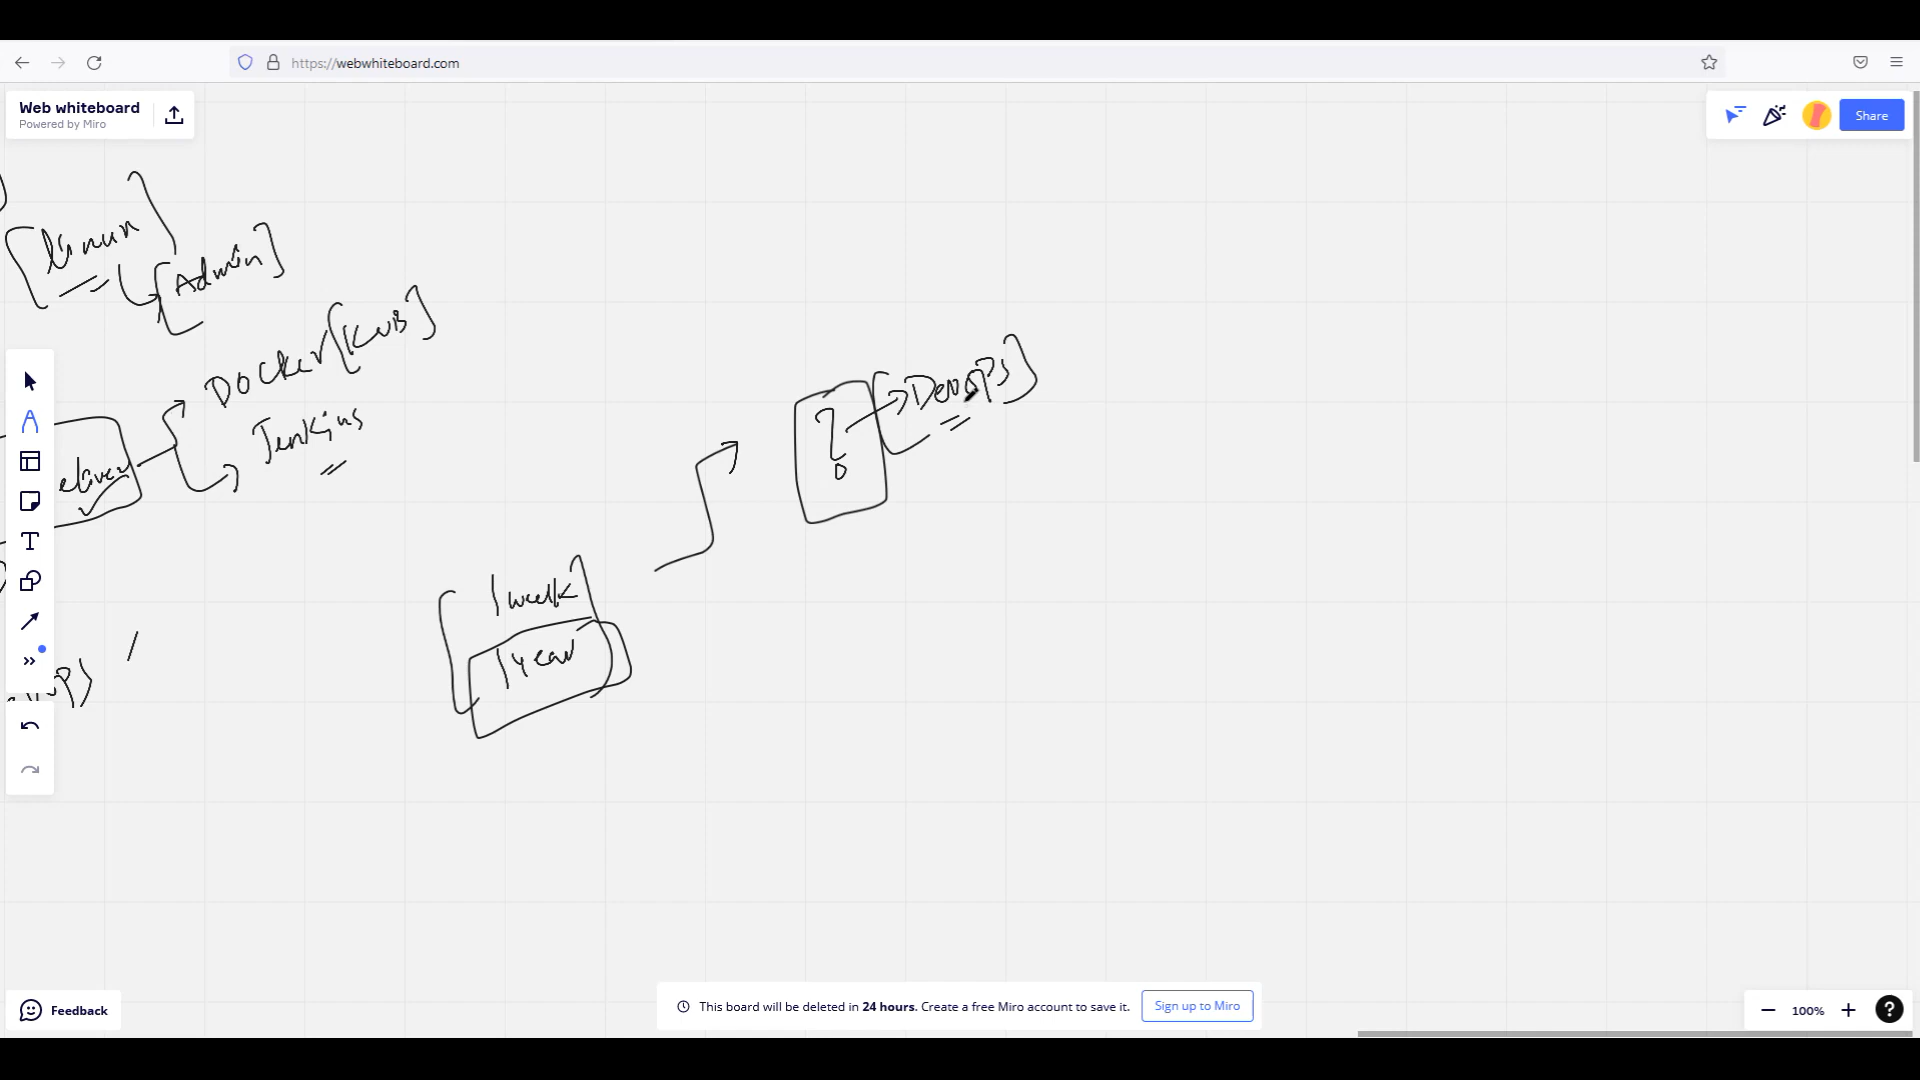 https://webwhiteboard.com
Web whiteboard
Powered by Miro
Share
[Linux]
[Admin]
Docker [KuB]
Jenkins
1 week
1 year
?
[DevOPS]
T
Feedback
This board will be deleted in 24 hours. Create a free Miro account to save it.
Sign up to Miro
100%
?